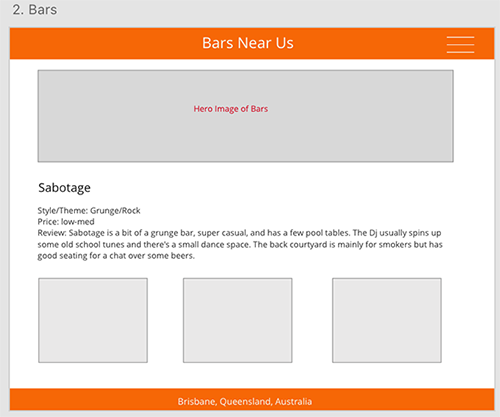 2. Bars
Bars Near Us
Hero Image of Bars
Sabotage
Style/Theme: Grunge/Rock
Price: low-med
Review: Sabotage is a bit of a grunge bar, super casual, and has a few pool tables. The Dj usually spins up
some old school tunes and there's a small dance space. The back courtyard is mainly for smokers but has
good seating for a chat over some beers.
Brisbane, Queensland, Australia